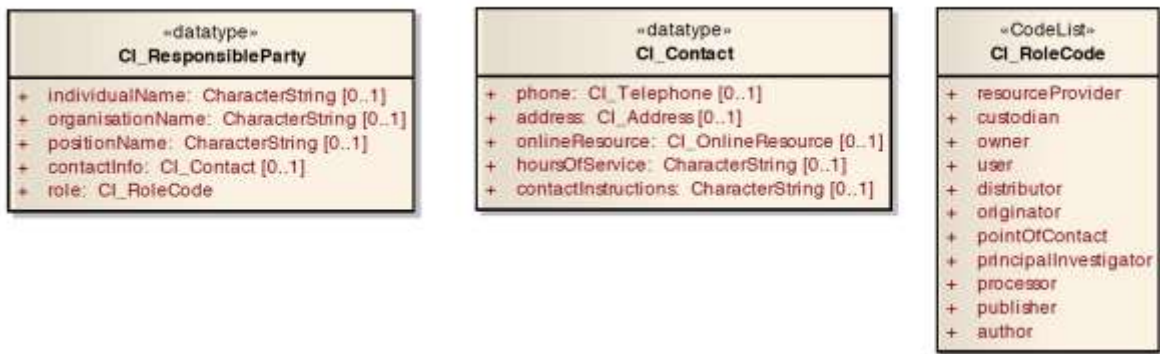 «datatype»
CI_ResponsibleParty
+ individualName: CharacterString [0..1]
+ organisationName: CharacterString [0..1]
+ positionName: CharacterString [0..1]
+ contactInfo: CI_Contact [0..1]
+ role: CI_RoleCode
«datatype»
CI_Contact
+ phone: CI_Telephone [0..1]
+ address: CI_Address [0..1]
+ onlineResource: CI_OnlineResource [0..1]
+ hoursOfService: CharacterString [0..1]
+ contactInstructions: CharacterString [0..1]
«CodeList»
CI_RoleCode
+ resourceProvider
+ custodian
+ owner
+ user
+ distributor
+ originator
+ pointOfContact
+ principalInvestigator
+ processor
+ publisher
+ author